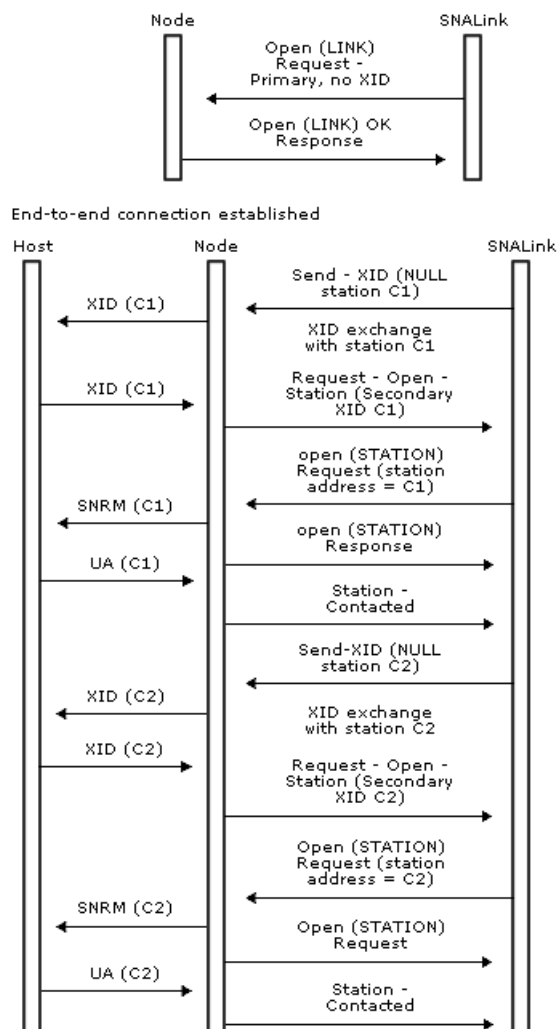 Node
SNALink
Open (LINK)
Request -
Primary, no XID
Open (LINK) OK
Response
End-to-end connection established
Host
Node
SNALink
Send - XID (NULL
station C1)
XID (C1)
XID exchange
with station C1
XID (C1)
Request - Open -
Station (Secondary
XID C1)
open (STATION)
Request (station
address = C1)
SNRM (C1)
open (STATION)
Response
UA (C1)
Station -
Contacted
Send-XID (NULL
station C2)
XID (C2)
XID exchange
with station C2
XID (C2)
Request - Open -
Station (Secondary
XID C2)
Open (STATION)
Request (station
address = C2)
SNRM (C2)
Open (STATION)
Request
UA (C2)
Station -
Contacted